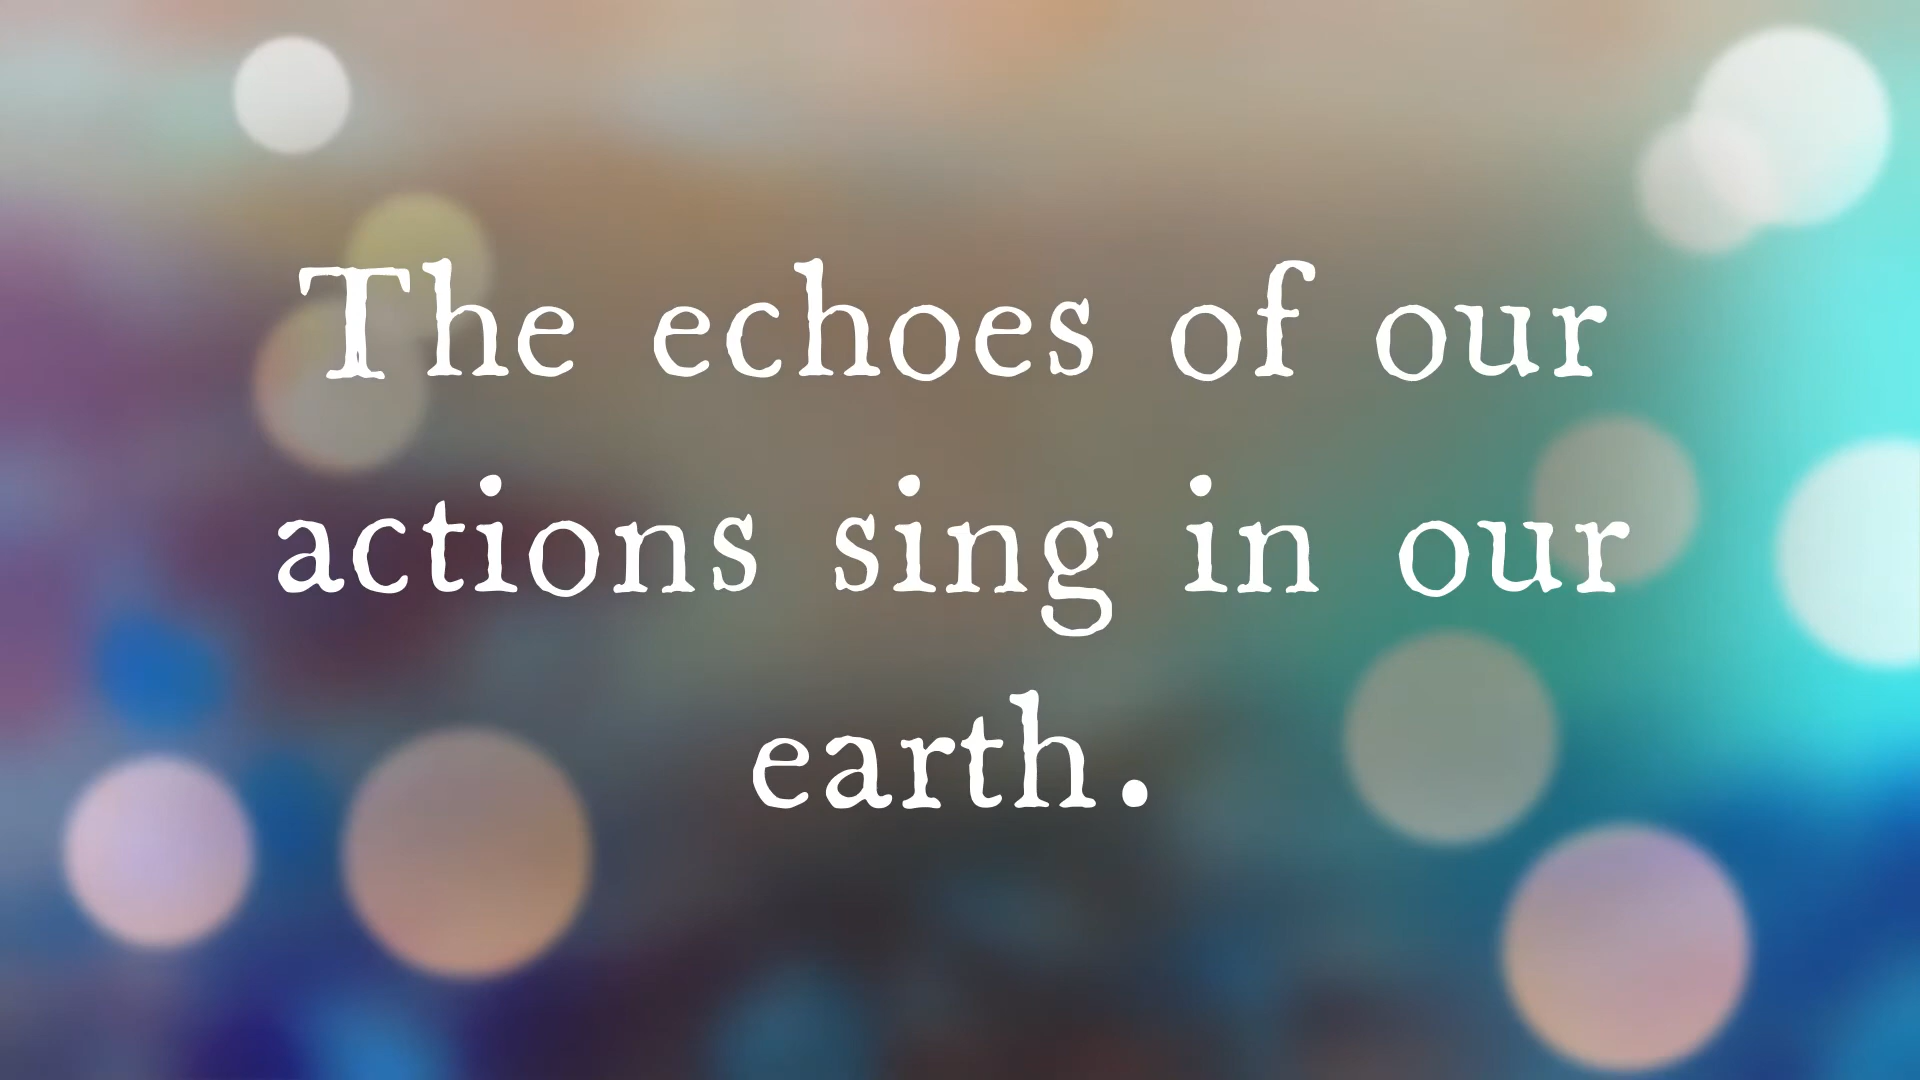 The echoes of our
actions sing in our
earth.